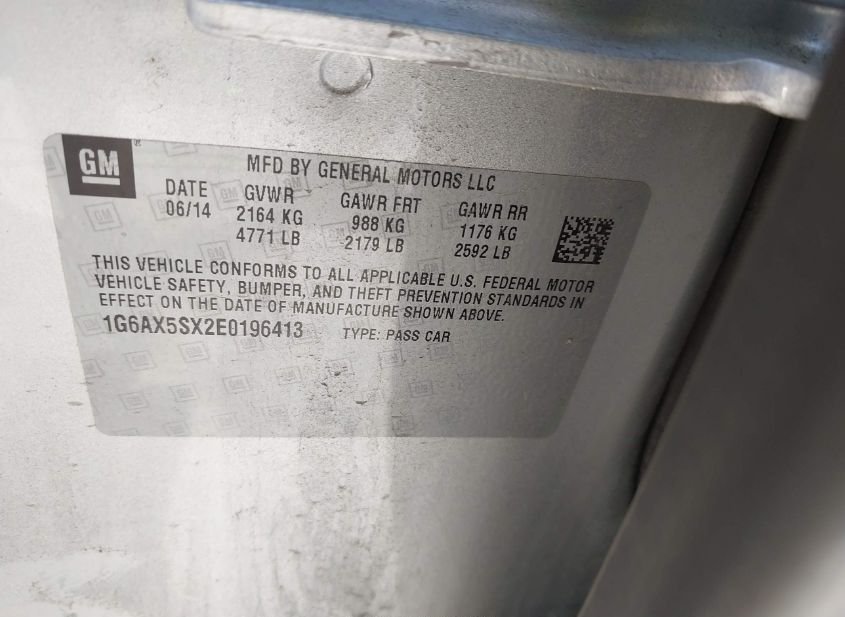 GM
MFD BY GENERAL MOTORS LLC
DATE GVWR GAWR FRT GAWR RR
06/14 2164 KG 988 KG 1176 KG
4771 LB 2179 LB 2592 LB
THIS VEHICLE CONFORMS TO ALL APPLICABLE U.S. FEDERAL MOTOR
VEHICLE SAFETY, BUMPER, AND THEFT PREVENTION STANDARDS IN
EFFECT ON THE DATE OF MANUFACTURE SHOWN ABOVE.
1G6AX5SX2E0196413 TYPE: PASS CAR